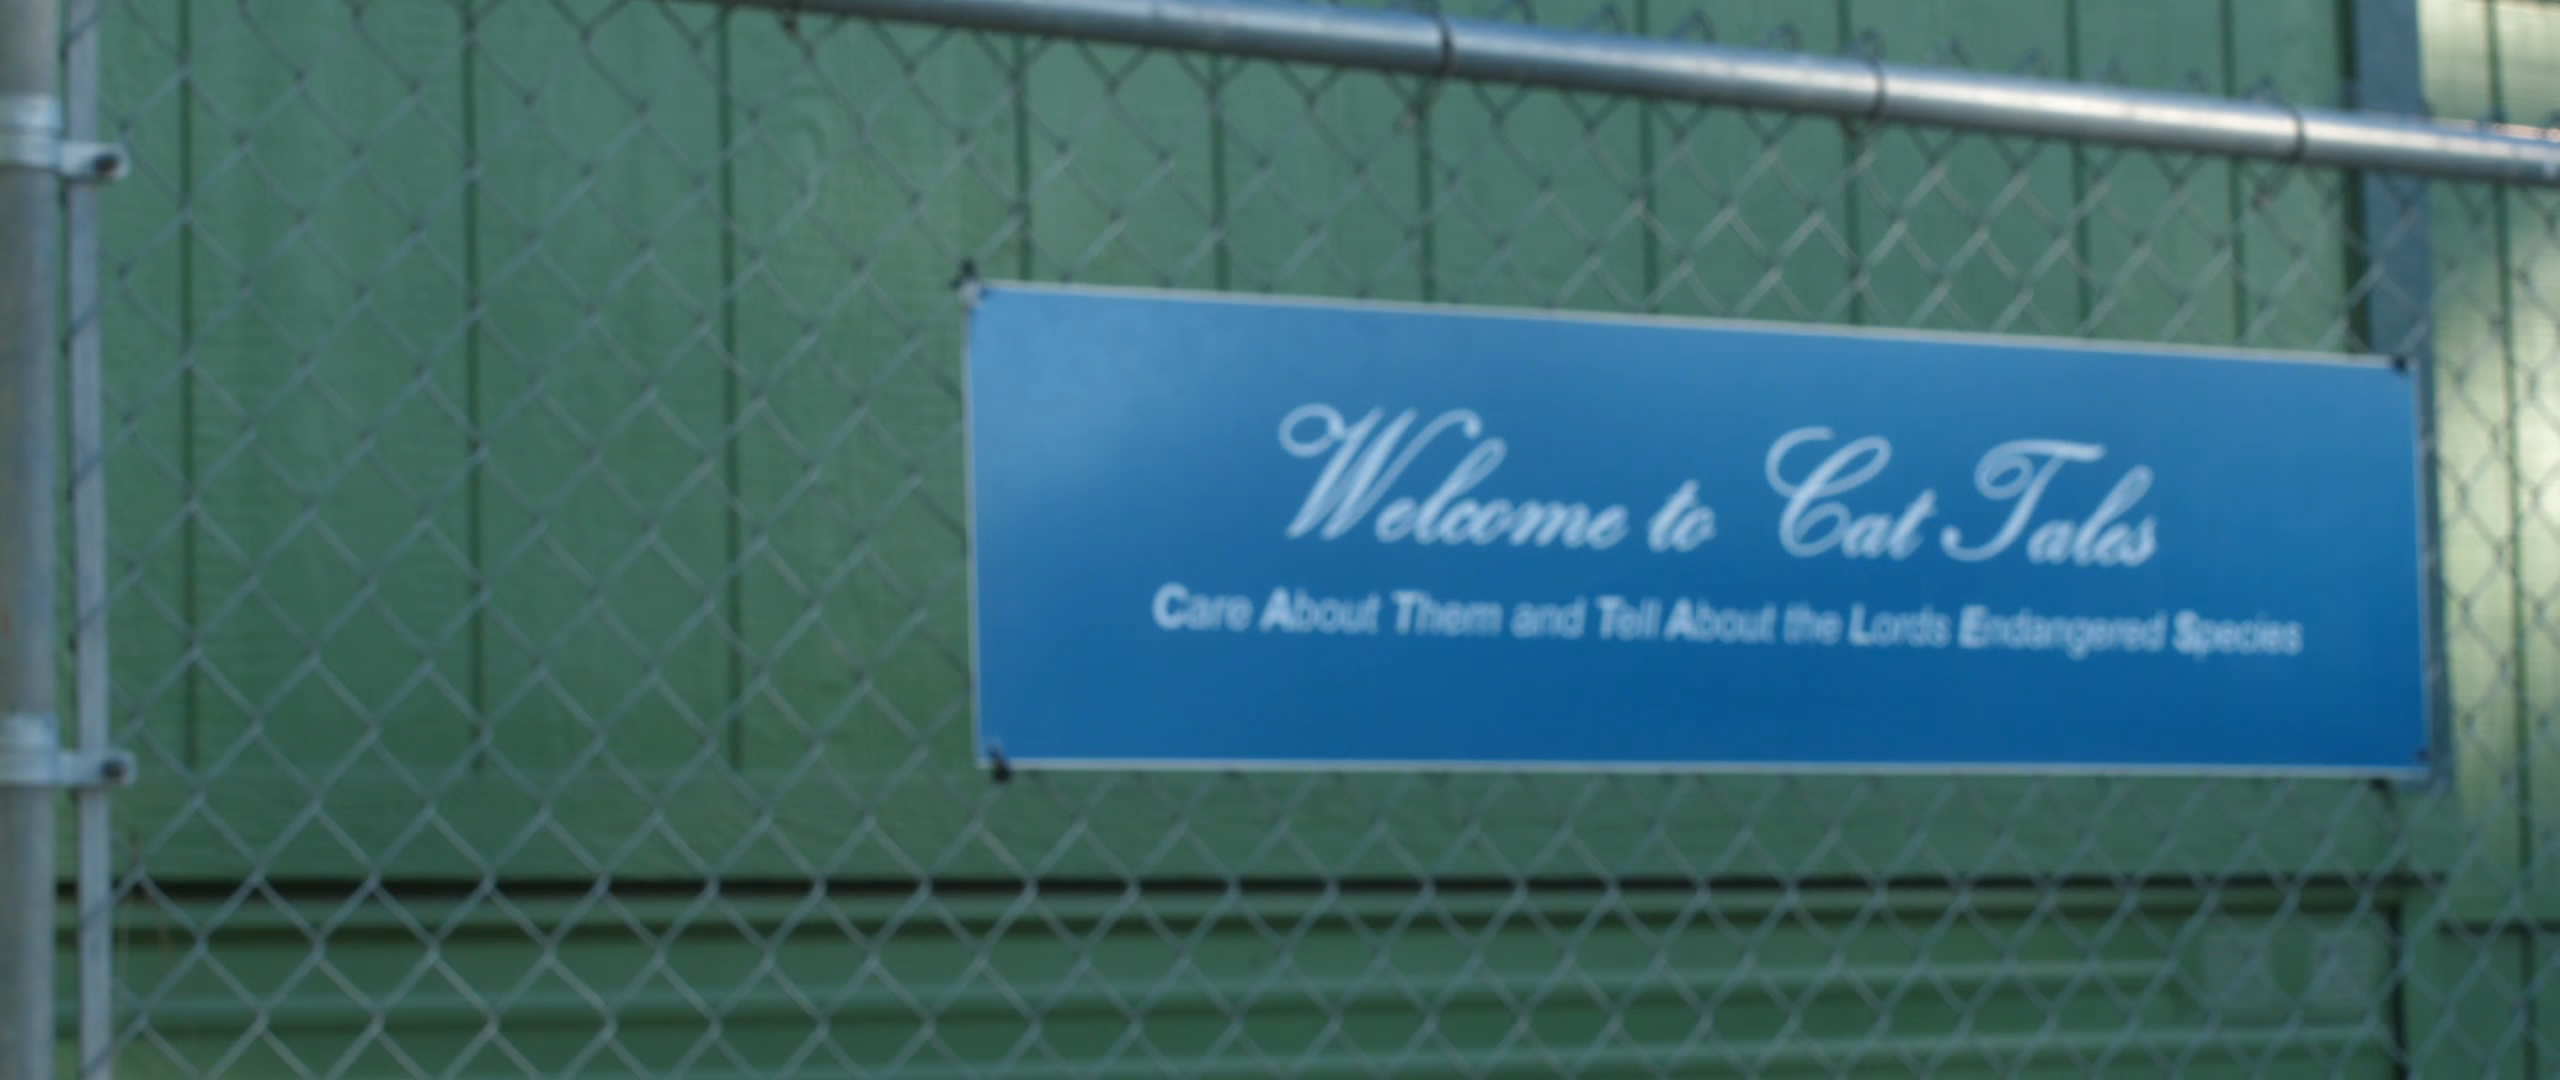 Welcome to Cat Tales
Care About Them and Tell About the Lords Endangered Species